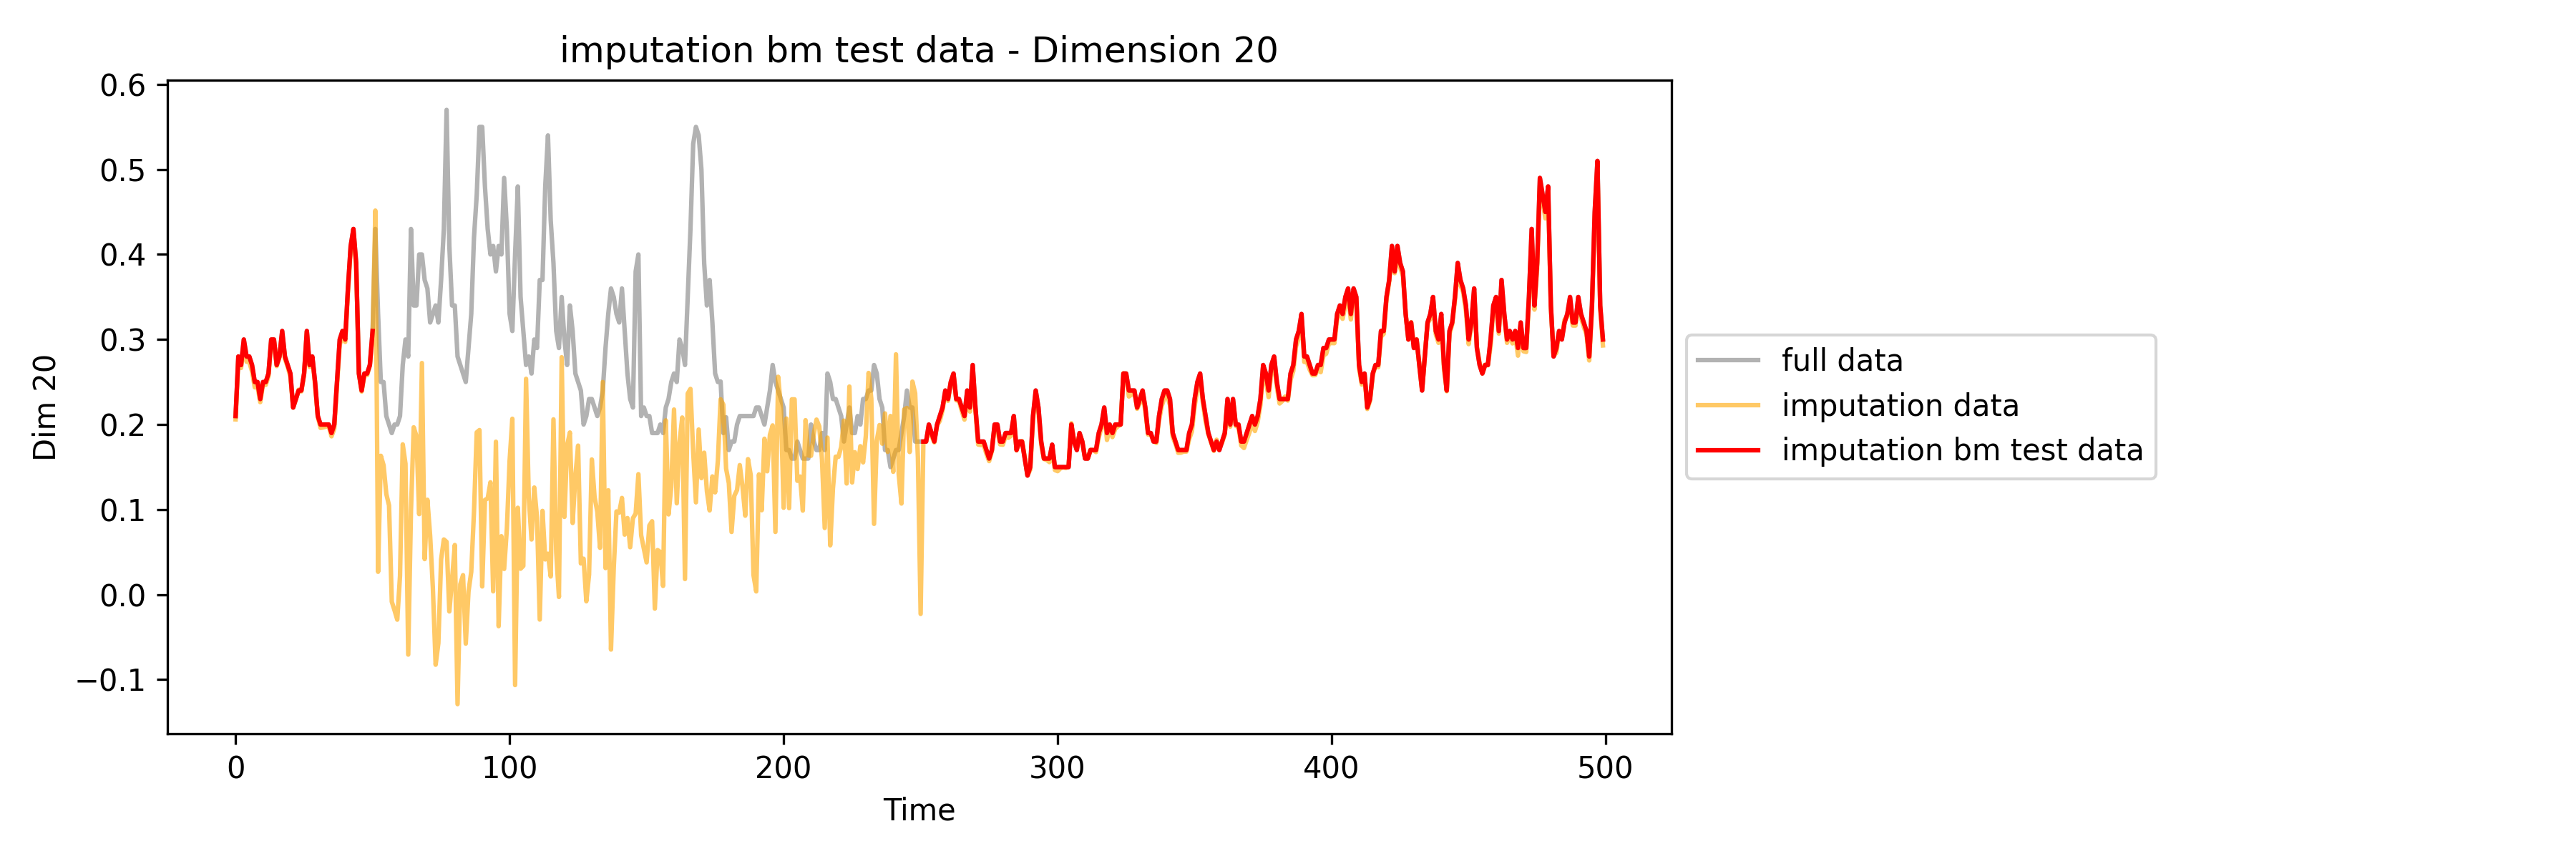 imputation bm test data - Dimension 20
0.6
0.5
0.4
0.3
0.2
0.1
0.0
−0.1
Dim 20
0 100 200 300 400 500
Time
full data
imputation data
imputation bm test data